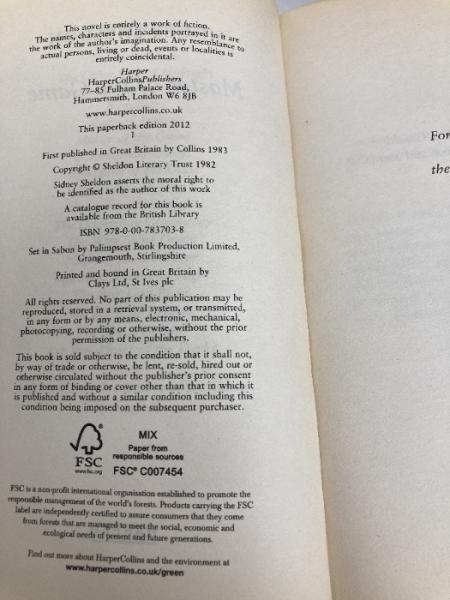 This novel is entirely a work of fiction.
The names, characters and incidents portrayed in it are
the work of the author's imagination. Any resemblance to
actual persons, living or dead, events or localities is
entirely coincidental.
Harper
HarperCollinsPublishers
77–85 Fulham Palace Road,
Hammersmith, London W6 8JB
www.harpercollins.co.uk
This paperback edition 2012
1
First published in Great Britain by Collins 1983
Copyright © Sheldon Literary Trust 1982
Sidney Sheldon asserts the moral right to
be identified as the author of this work
A catalogue record for this book is
available from the British Library
ISBN 978-0-00-783703-8
Set in Sabon by Palimpsest Book Production Limited,
Grangemouth, Stirlingshire
Printed and bound in Great Britain by
Clays Ltd, St Ives plc
All rights reserved. No part of this publication may be
reproduced, stored in a retrieval system, or transmitted,
in any form or by any means, electronic, mechanical,
photocopying, recording or otherwise, without the prior
permission of the publishers.
This book is sold subject to the condition that it shall not,
by way of trade or otherwise, be lent, re-sold, hired out or
otherwise circulated without the publisher's prior consent
in any form of binding or cover other than that in which it
is published and without a similar condition including this
condition being imposed on the subsequent purchaser.
FSC
www.fsc.org
MIX
Paper from
responsible sources
FSC® C007454
FSC is a non-profit international organisation established to promote the
responsible management of the world's forests. Products carrying the FSC
label are independently certified to assure consumers that they come
from forests that are managed to meet the social, economic and
ecological needs of present and future generations.
Find out more about HarperCollins and the environment at
www.harpercollins.co.uk/green
For
the